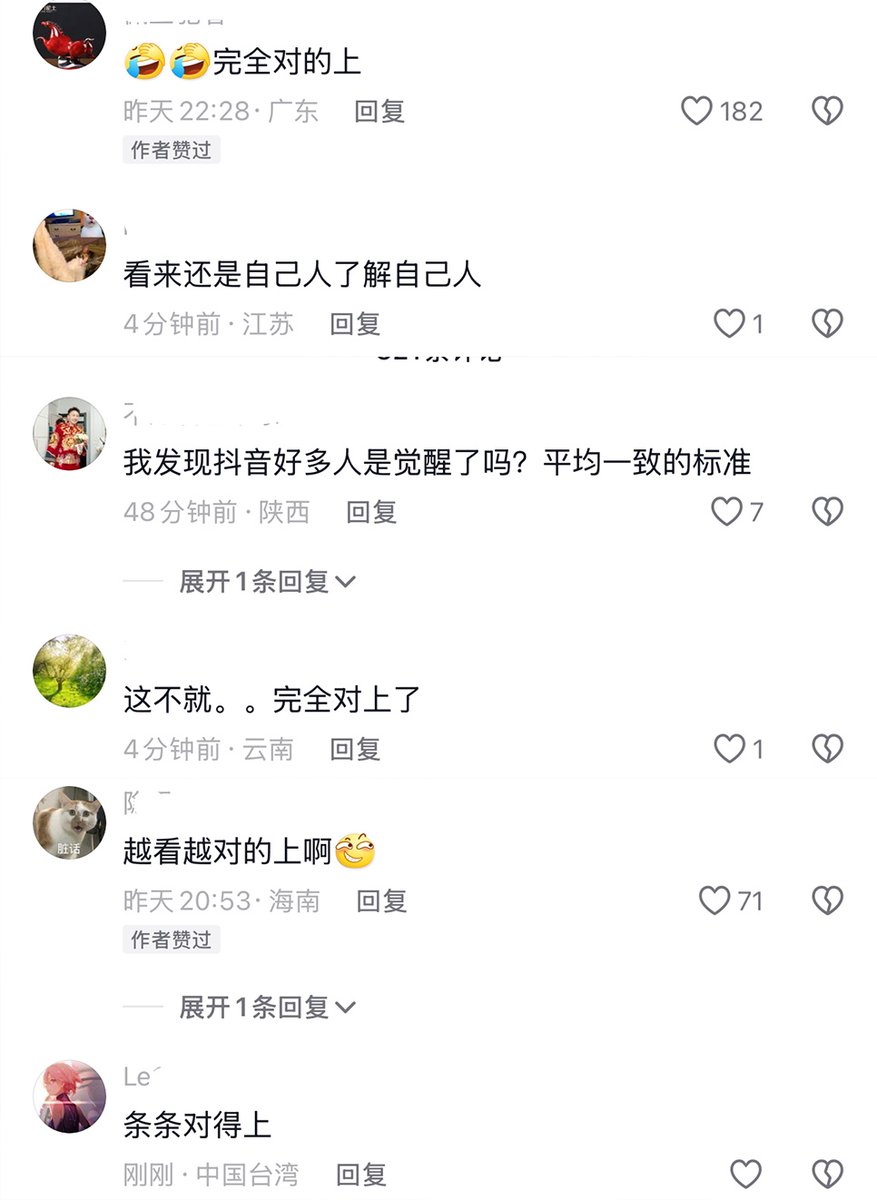 🤣🤣完全对的上
昨天 22:28 · 广东 回复 182
作者赞过
看来还是自己人了解自己人
4分钟前 · 江苏 回复 1
我发现抖音好多人是觉醒了吗？平均一致的标准
48分钟前 · 陕西 回复 7
展开1条回复
这不就。。完全对上了
4分钟前 · 云南 回复 1
脏话
越看越对的上啊
昨天 20:53 · 海南 回复 71
作者赞过
展开1条回复
Le
条条对得上
刚刚 · 中国台湾 回复